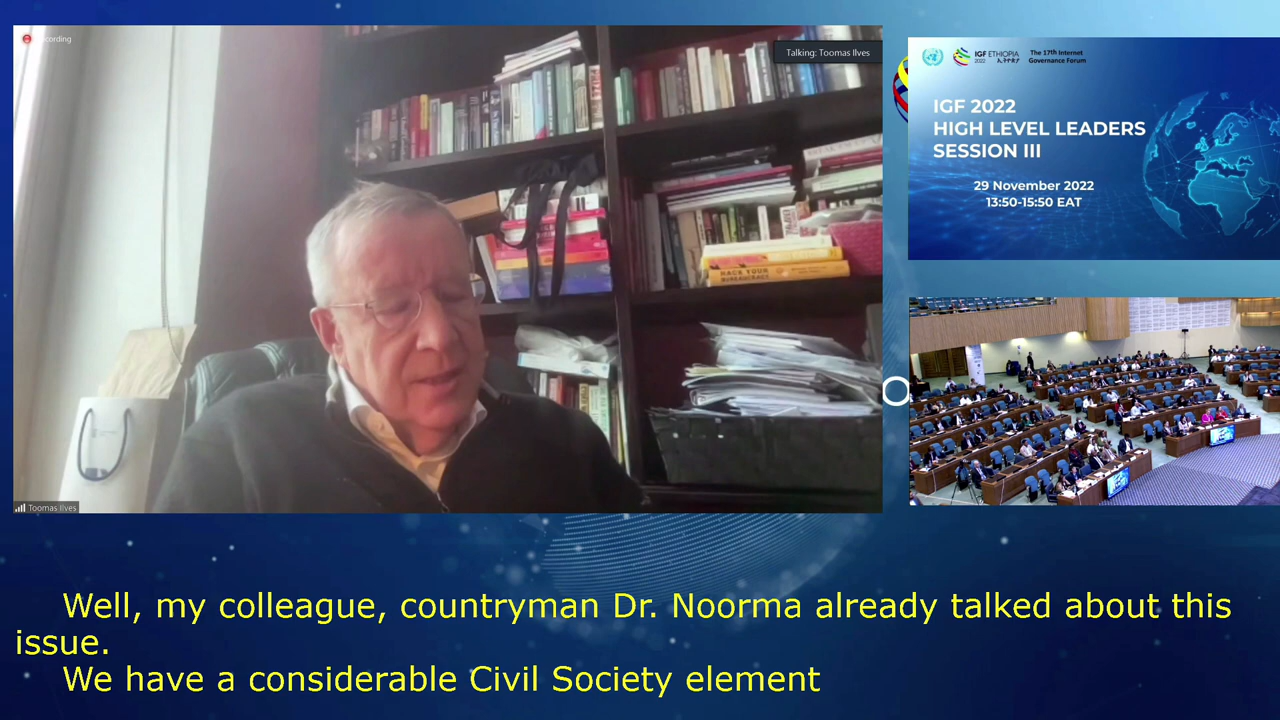 Talking: Toomas Ilves
HACK YOUR
BUREAUCRACY
Toomas Ilves
IGF ETHIOPIA
2022 ኢትዮጵያ
The 17th Internet
Governance Forum
IGF 2022
HIGH LEVEL LEADERS
SESSION III
29 November 2022
13:50-15:50 EAT
Well, my colleague, countryman Dr. Noorma already talked about this
issue.
We have a considerable Civil Society element